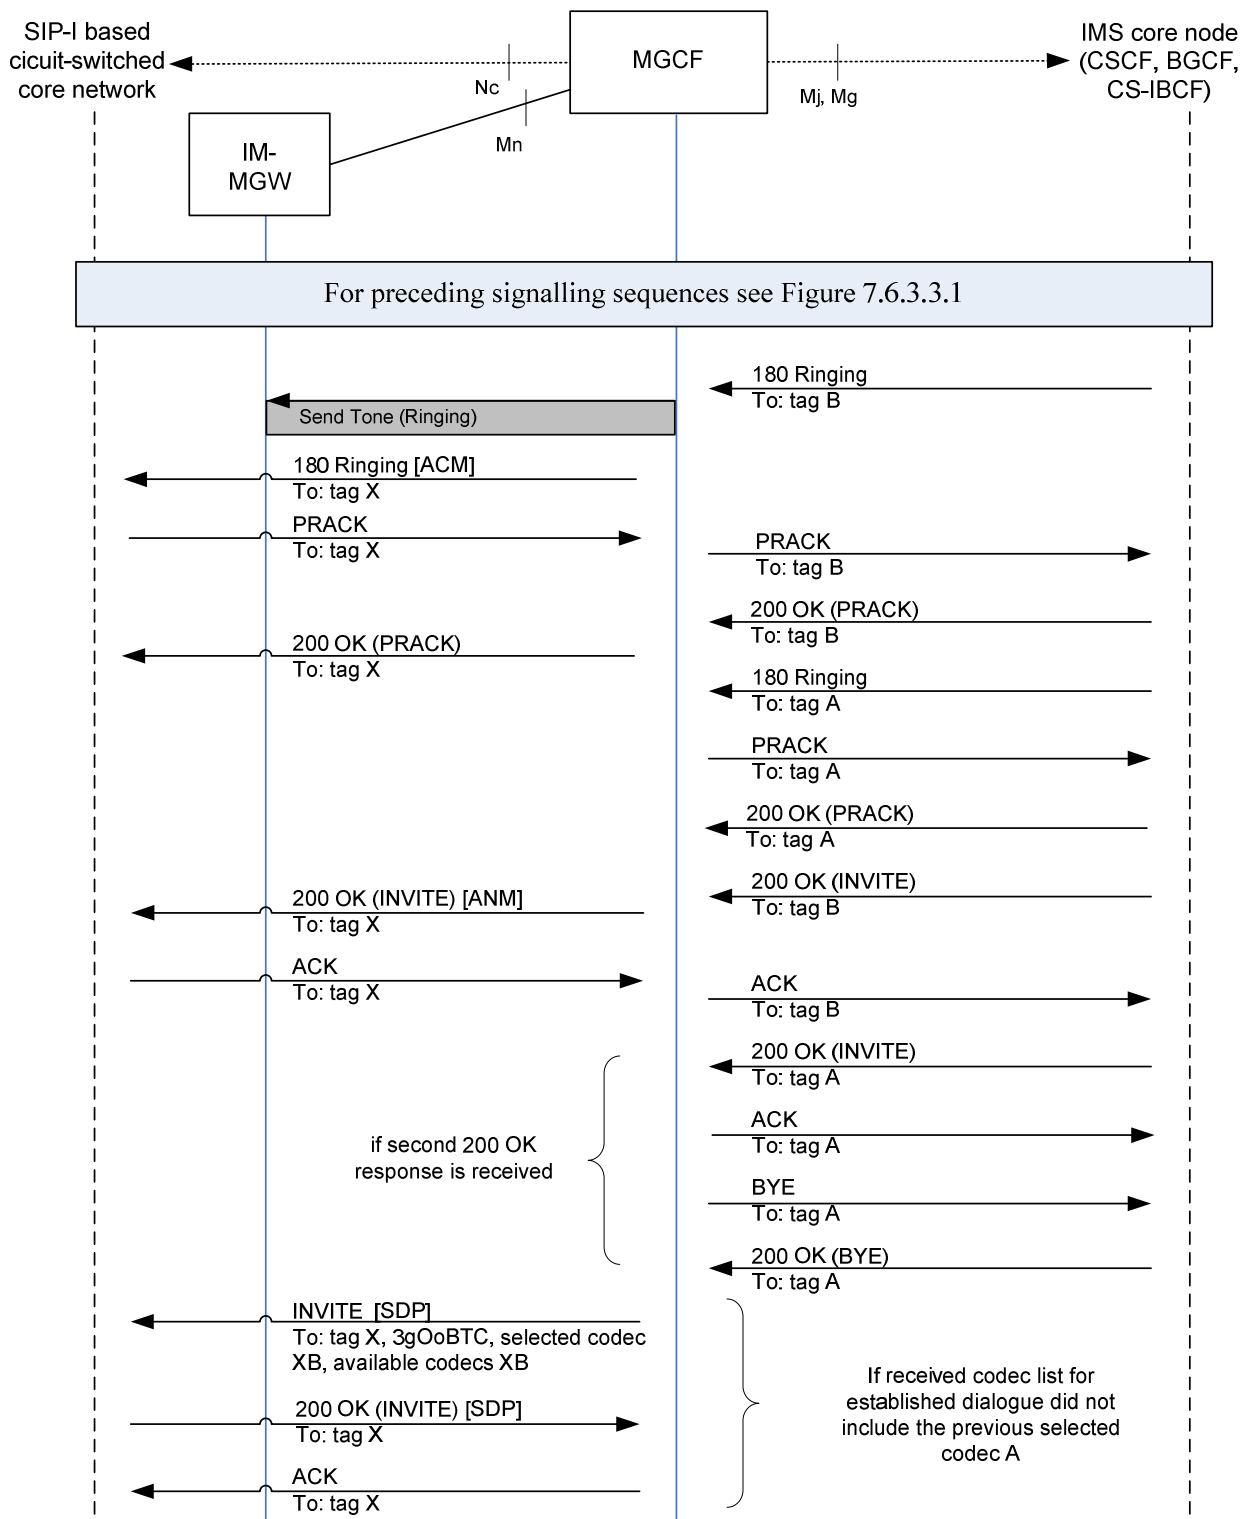 SIP-I based
cicuit-switched
core network
MGCF
IMS core node
(CSCF, BGCF,
CS-IBCF)
Nc
Mj, Mg
Mn
IM-
MGW
For preceding signalling sequences see Figure 7.6.3.3.1
180 Ringing
To: tag B
Send Tone (Ringing)
180 Ringing [ACM]
To: tag X
PRACK
To: tag X
PRACK
To: tag B
200 OK (PRACK)
To: tag B
200 OK (PRACK)
To: tag X
180 Ringing
To: tag A
PRACK
To: tag A
200 OK (PRACK)
To: tag A
200 OK (INVITE)
To: tag B
200 OK (INVITE) [ANM]
To: tag X
ACK
To: tag X
ACK
To: tag B
200 OK (INVITE)
To: tag A
ACK
To: tag A
if second 200 OK
response is received
BYE
To: tag A
200 OK (BYE)
To: tag A
INVITE [SDP]
To: tag X, 3gOoBTC, selected codec
XB, available codecs XB
If received codec list for
established dialogue did not
include the previous selected
codec A
200 OK (INVITE) [SDP]
To: tag X
ACK
To: tag X